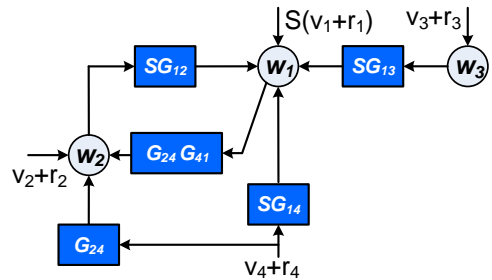 S(v₁+r₁)
v₃+r₃
SG₁₂
w₁
SG₁₃
w₃
w₂
G₂₄ G₄₁
v₂+r₂
SG₁₄
G₂₄
v₄+r₄